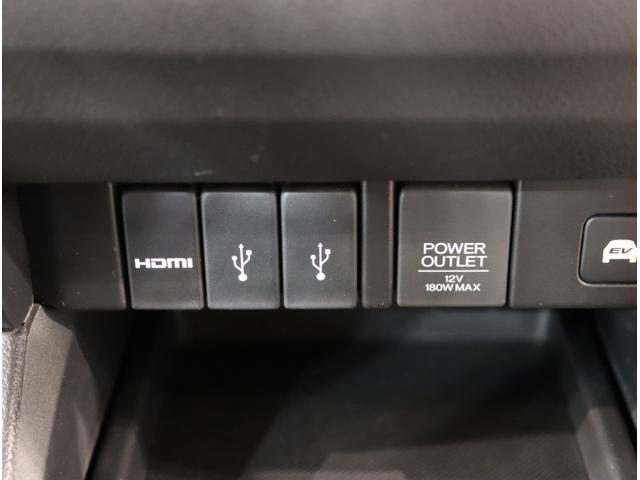 HDMI
POWER
OUTLET
12V
180W MAX
EV